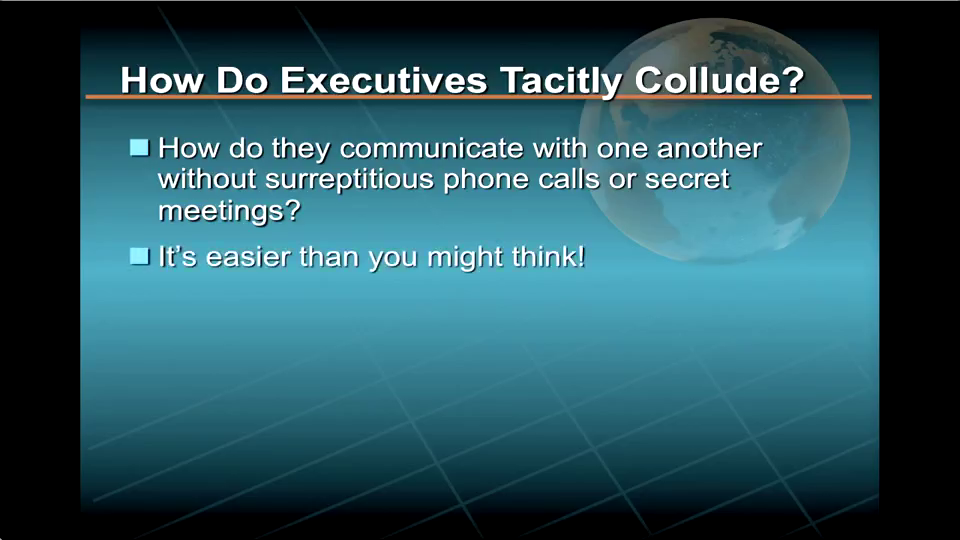 How Do Executives Tacitly Collude?
How do they communicate with one another
without surreptitious phone calls or secret
meetings?
It's easier than you might think!